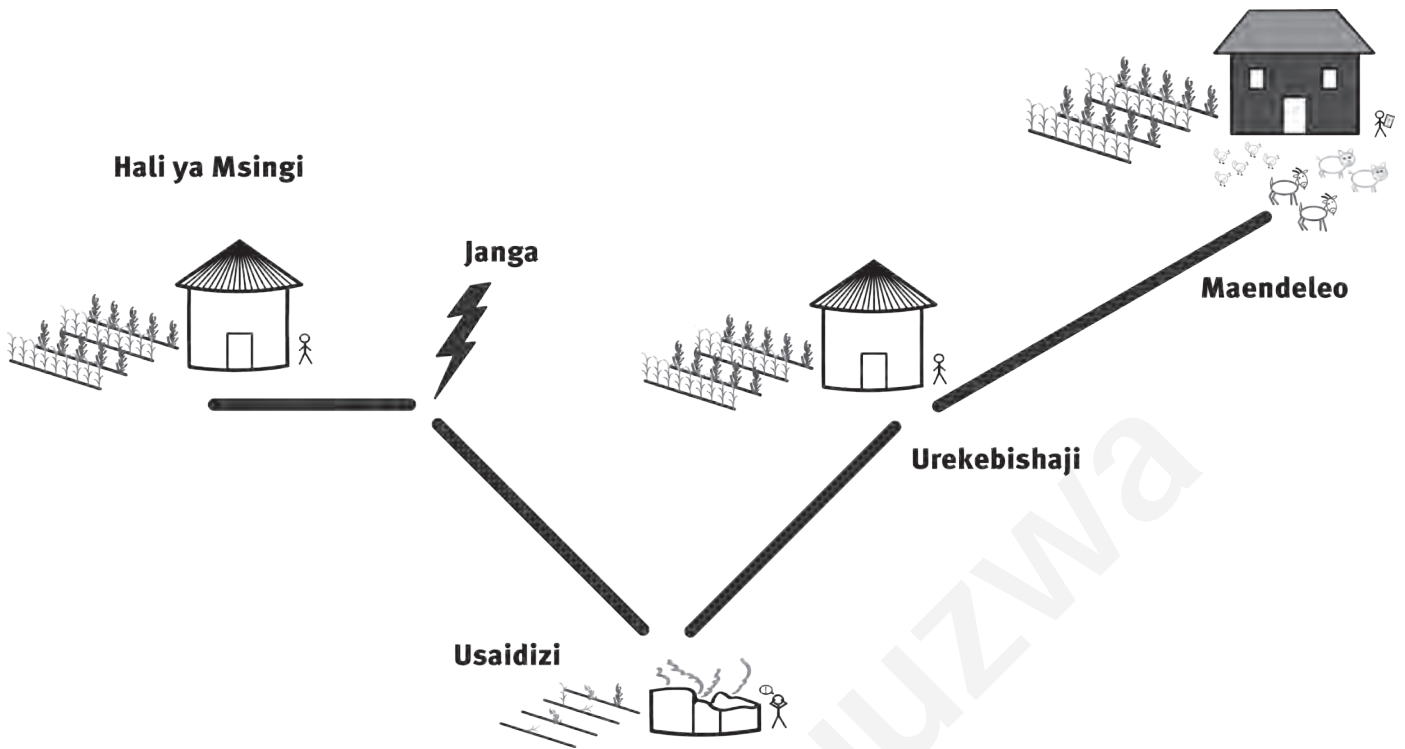 Hali ya Msingi
Janga
Usaidizi
Urekebishaji
Maendeleo